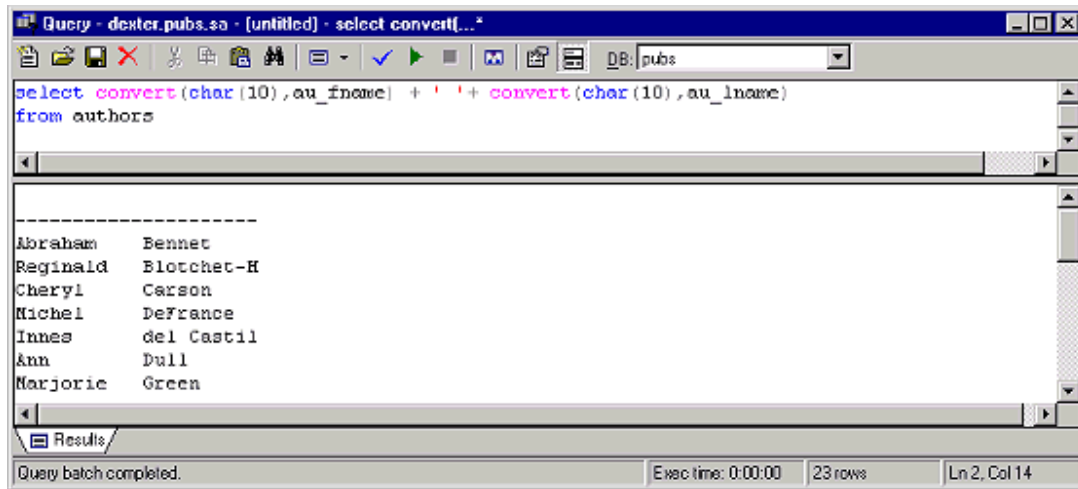 Query - dexter.pubs.sa - [untitled] - select convert(...*
DB: pubs
select convert(char(10),au_fname) + ' '+ convert(char(10),au_lname)
from authors
---------------------
Abraham Bennet
Reginald Blotchet-H
Cheryl Carson
Michel DeFrance
Innes del Castil
Ann Dull
Marjorie Green
Results
Query batch completed. Exec time: 0:00:00 23 rows Ln 2, Col 14